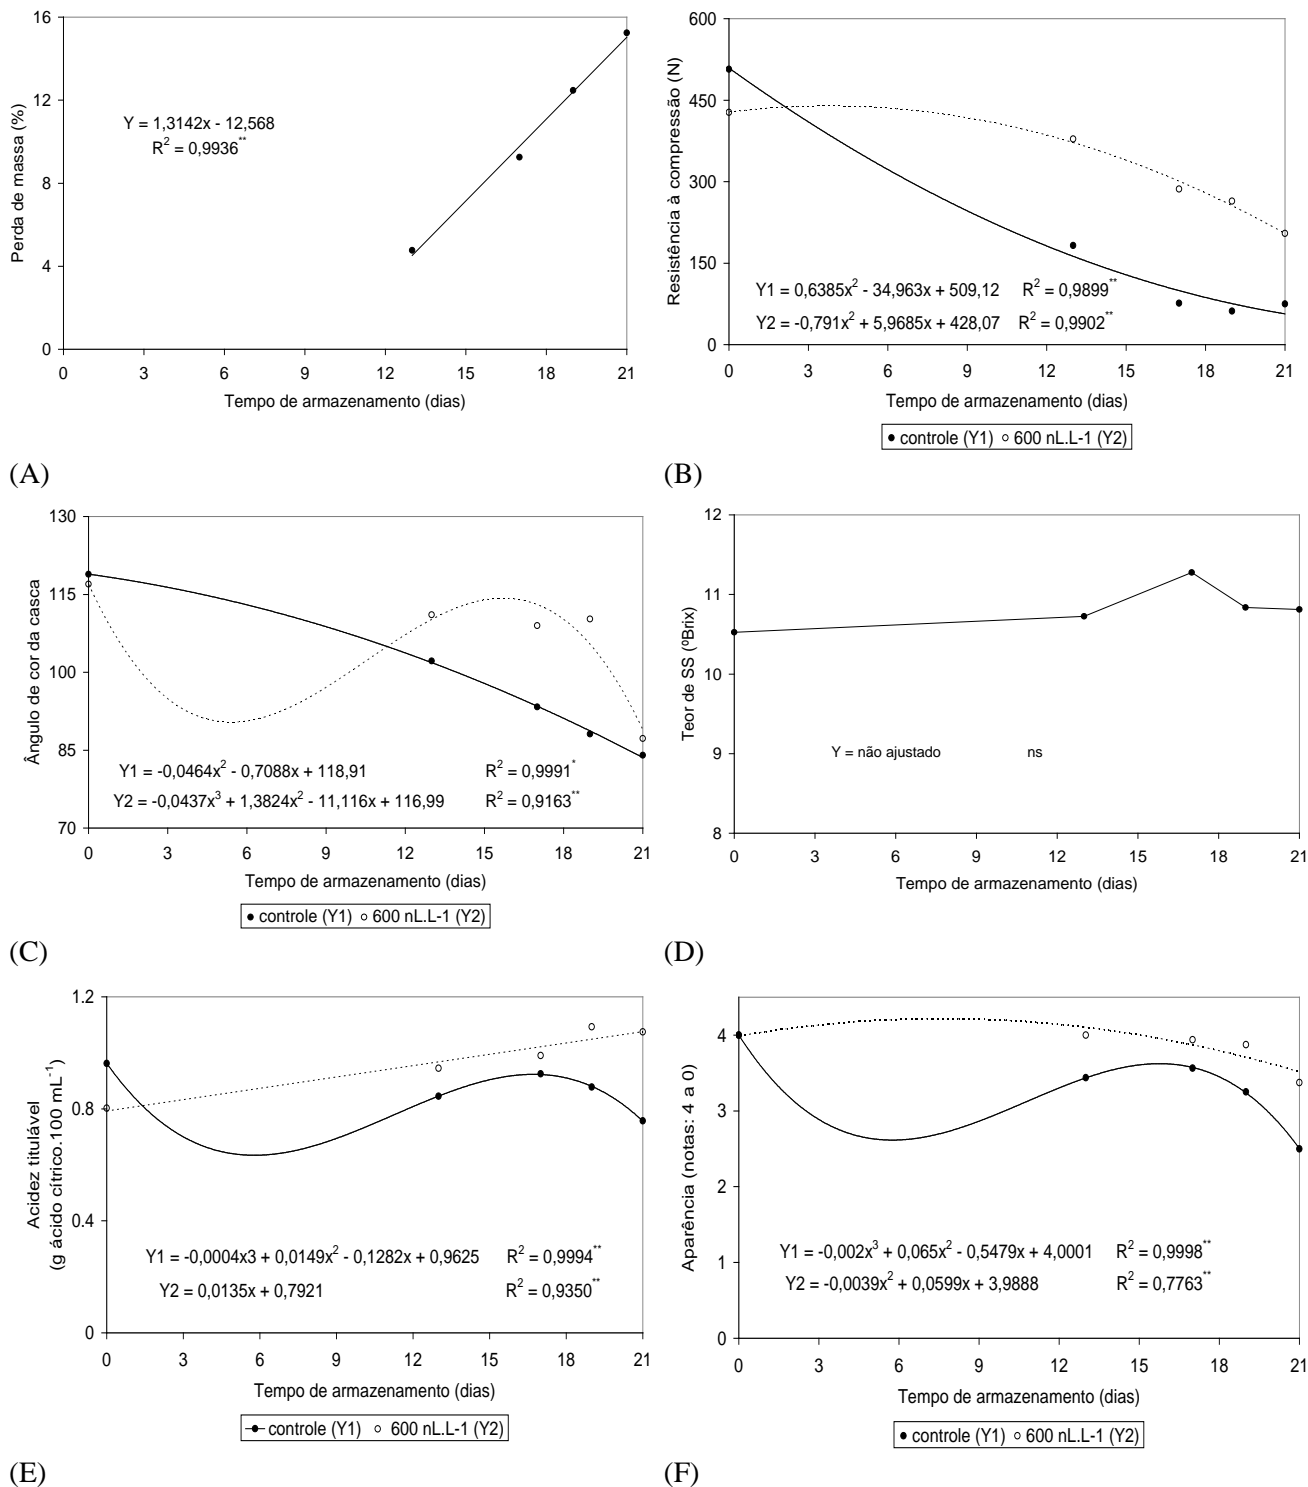 16
12
8
4
0
Perda de massa (%)
Y = 1,3142x - 12,568
R² = 0,9936**
0 3 6 9 12 15 18 21
Tempo de armazenamento (dias)
(A)
600
450
300
150
0
Resistência à compressão (N)
Y1 = 0,6385x² - 34,963x + 509,12 R² = 0,9899**
Y2 = -0,791x² + 5,9685x + 428,07 R² = 0,9902**
0 3 6 9 12 15 18 21
Tempo de armazenamento (dias)
controle (Y1) 600 nL.L-1 (Y2)
(B)
130
115
100
85
70
Ângulo de cor da casca
Y1 = -0,0464x² - 0,7088x + 118,91 R² = 0,9991*
Y2 = -0,0437x³ + 1,3824x² - 11,116x + 116,99 R² = 0,9163**
0 3 6 9 12 15 18 21
Tempo de armazenamento (dias)
controle (Y1) 600 nL.L-1 (Y2)
(C)
12
11
10
9
8
Teor de SS (ºBrix)
Y = não ajustado ns
0 3 6 9 12 15 18 21
Tempo de armazenamento (dias)
(D)
1.2
0.8
0.4
0
Acidez titulável
(g ácido cítrico.100 mL⁻¹)
Y1 = -0,0004x3 + 0,0149x² - 0,1282x + 0,9625 R² = 0,9994**
Y2 = 0,0135x + 0,7921 R² = 0,9350**
0 3 6 9 12 15 18 21
Tempo de armazenamento (dias)
controle (Y1) 600 nL.L-1 (Y2)
(E)
4
3
2
1
0
Aparência (notas: 4 a 0)
Y1 = -0,002x³ + 0,065x² - 0,5479x + 4,0001 R² = 0,9998**
Y2 = -0,0039x² + 0,0599x + 3,9888 R² = 0,7763**
0 3 6 9 12 15 18 21
Tempo de armazenamento (dias)
controle (Y1) 600 nL.L-1 (Y2)
(F)